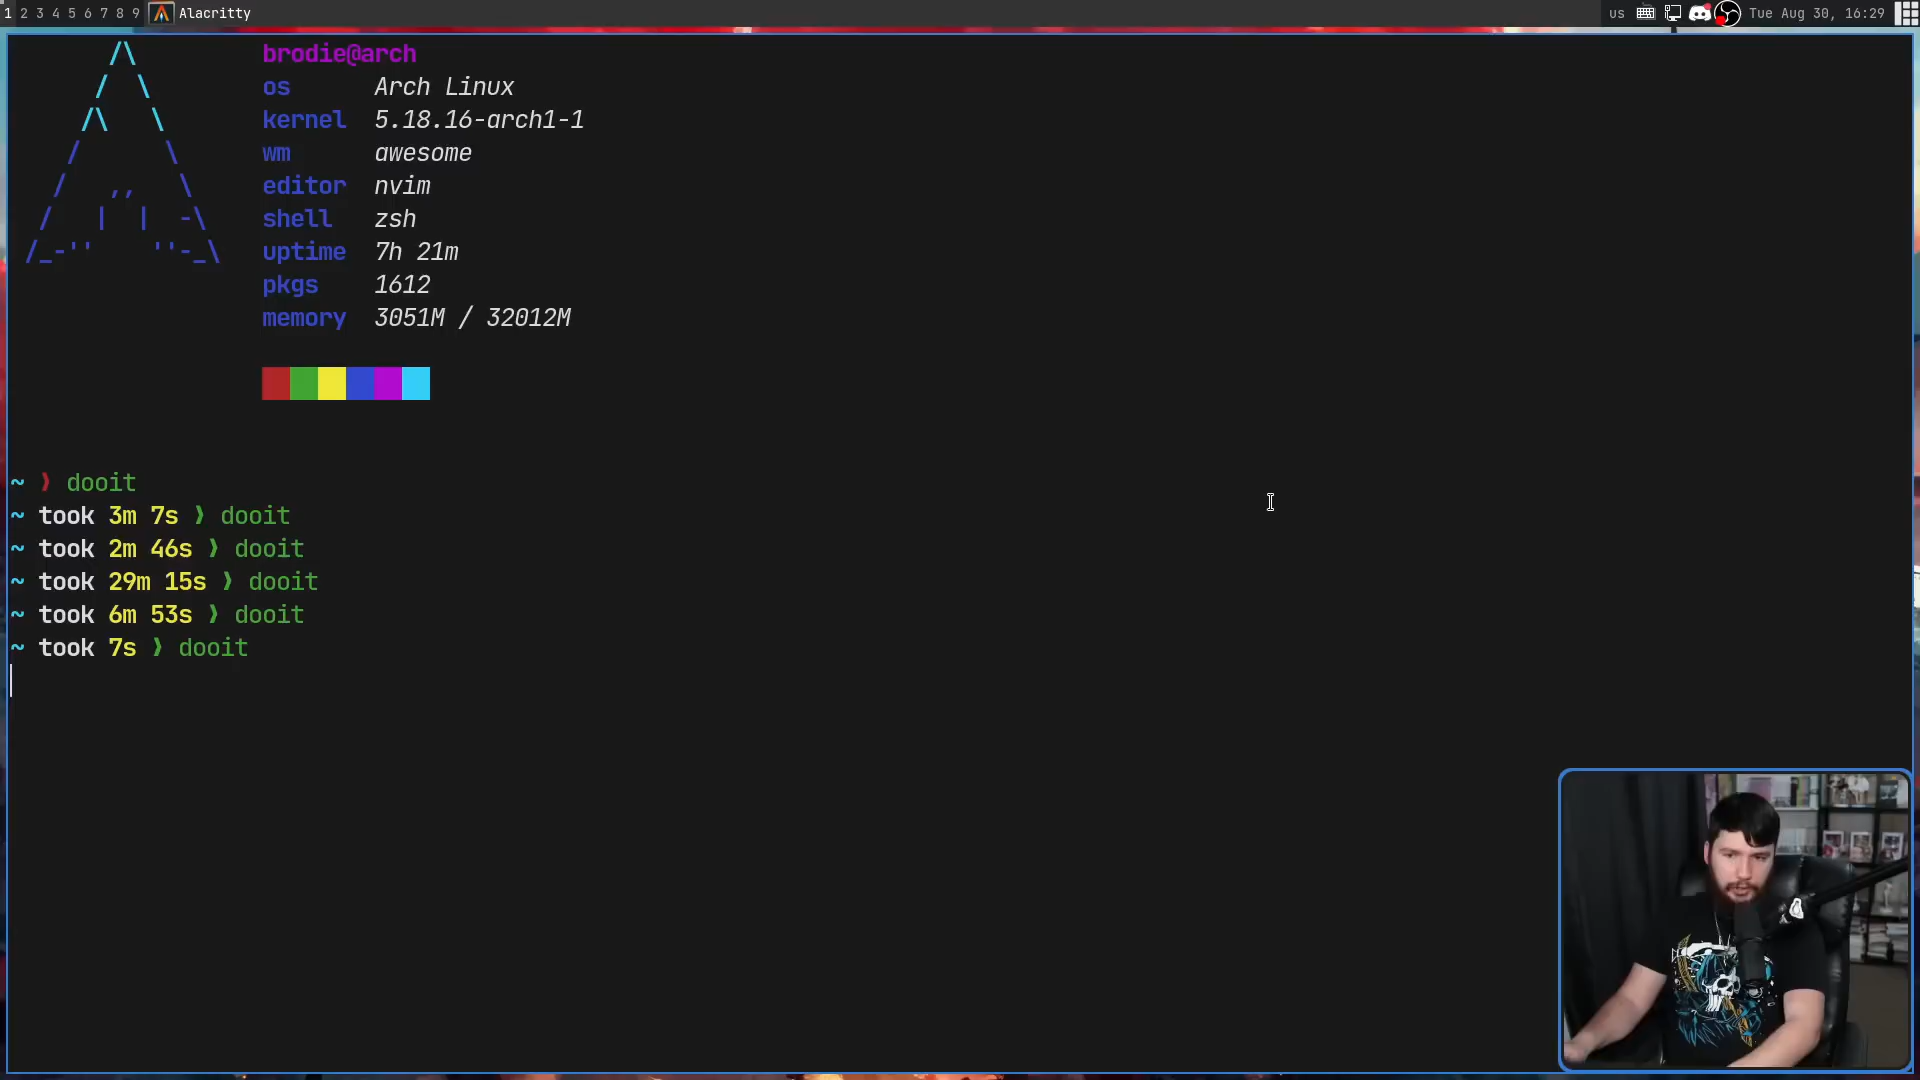 1 2 3 4 5 6 7 8 9 Alacritty us Tue Aug 30, 16:29
brodie@arch
os Arch Linux
kernel 5.18.16-arch1-1
wm awesome
editor nvim
shell zsh
uptime 7h 21m
pkgs 1612
memory 3051M / 32012M
~ ❯ dooit
~ took 3m 7s ❯ dooit
~ took 2m 46s ❯ dooit
~ took 29m 15s ❯ dooit
~ took 6m 53s ❯ dooit
~ took 7s ❯ dooit